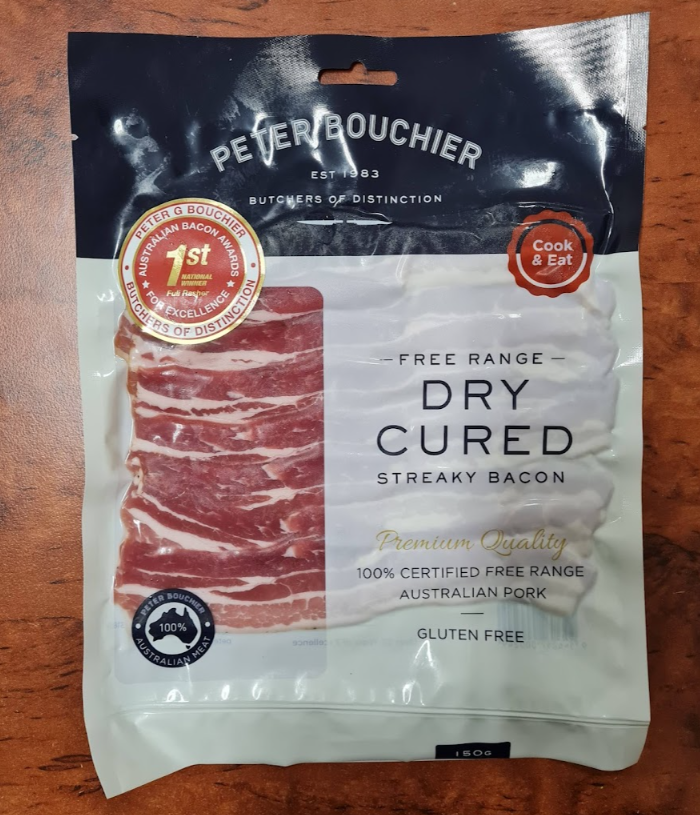 PETER BOUCHIER
EST 1983
BUTCHERS OF DISTINCTION
PETER G BOUCHIER
AUSTRALIAN BACON AWARDS
1st
NATIONAL
WINNER
Full Rasher
FOR EXCELLENCE
BUTCHERS OF DISTINCTION
Cook
& Eat
FREE RANGE
DRY
CURED
STREAKY BACON
Premium Quality
100% CERTIFIED FREE RANGE
AUSTRALIAN PORK
GLUTEN FREE
PETER BOUCHIER
100%
AUSTRALIAN MEAT
150G